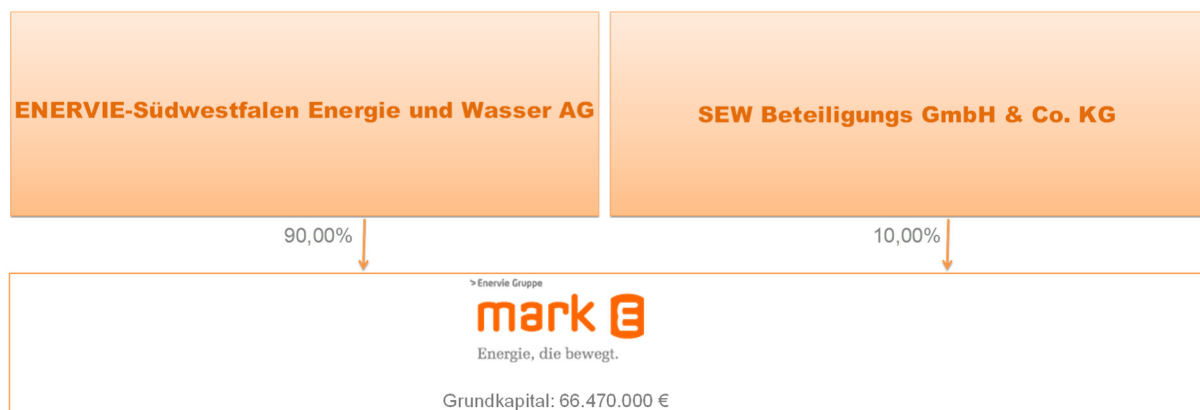 ENERVIE-Südwestfalen Energie und Wasser AG
SEW Beteiligungs GmbH & Co. KG
90,00%
10,00%
> Enervie Gruppe
mark E
Energie, die bewegt.
Grundkapital: 66.470.000 €